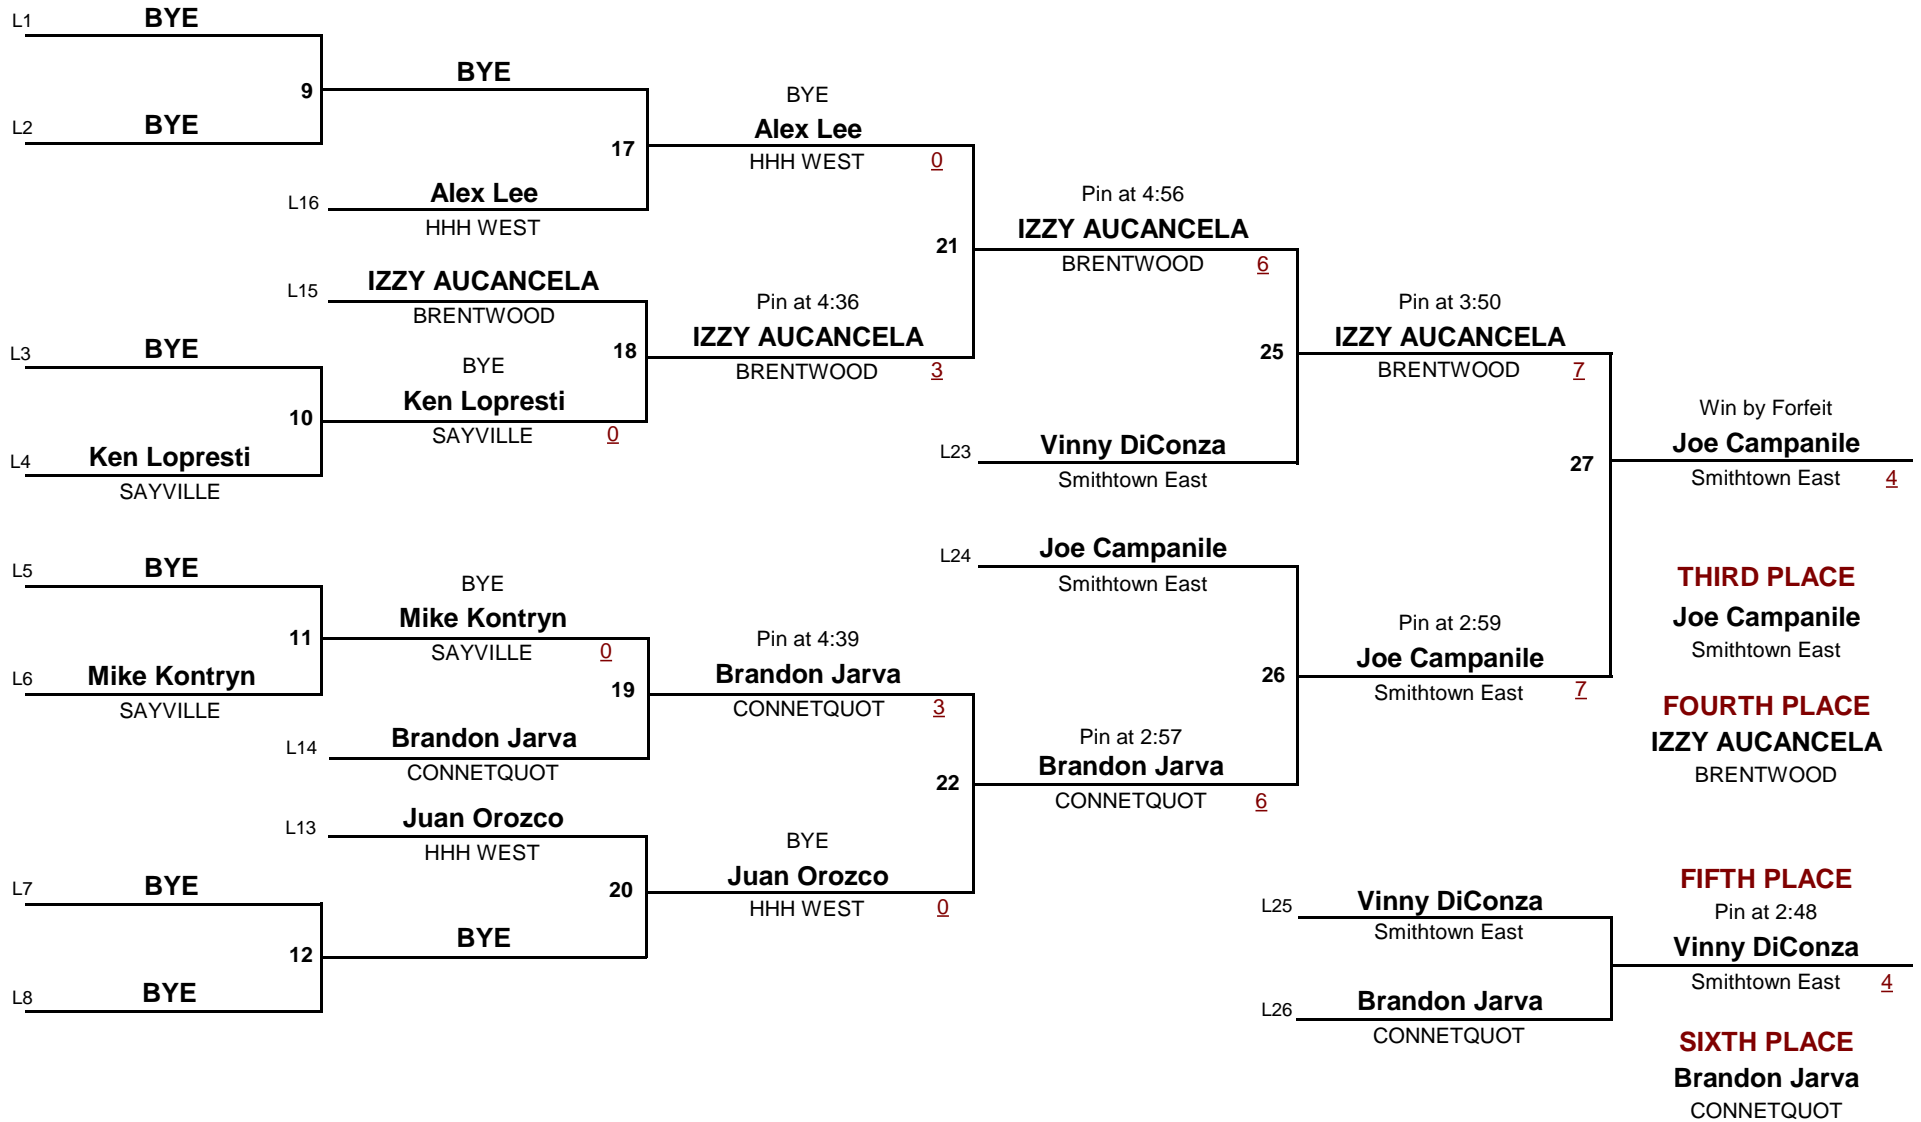 L1 BYE
9
L2 BYE
BYE
17
L16 Alex Lee
HHH WEST
BYE
Alex Lee
HHH WEST 0
L15 IZZY AUCANCELA
BRENTWOOD
L3 BYE
10
L4 Ken Lopresti
SAYVILLE
BYE
Ken Lopresti
SAYVILLE 0
18
Pin at 4:36
IZZY AUCANCELA
BRENTWOOD 3
21
Pin at 4:56
IZZY AUCANCELA
BRENTWOOD 6
25
L23 Vinny DiConza
Smithtown East
Pin at 3:50
IZZY AUCANCELA
BRENTWOOD 7
27
Win by Forfeit
Joe Campanile
Smithtown East 4
L5 BYE
11
L6 Mike Kontryn
SAYVILLE
BYE
Mike Kontryn
SAYVILLE 0
19
L14 Brandon Jarva
CONNETQUOT
Pin at 4:39
Brandon Jarva
CONNETQUOT 3
L13 Juan Orozco
HHH WEST
L7 BYE
12
L8 BYE
BYE
20
BYE
Juan Orozco
HHH WEST 0
22
Pin at 2:57
Brandon Jarva
CONNETQUOT 6
L24 Joe Campanile
Smithtown East
26
Pin at 2:59
Joe Campanile
Smithtown East 7
THIRD PLACE
Joe Campanile
Smithtown East
FOURTH PLACE
IZZY AUCANCELA
BRENTWOOD
L25 Vinny DiConza
Smithtown East
L26 Brandon Jarva
CONNETQUOT
FIFTH PLACE
Pin at 2:48
Vinny DiConza
Smithtown East 4
SIXTH PLACE
Brandon Jarva
CONNETQUOT